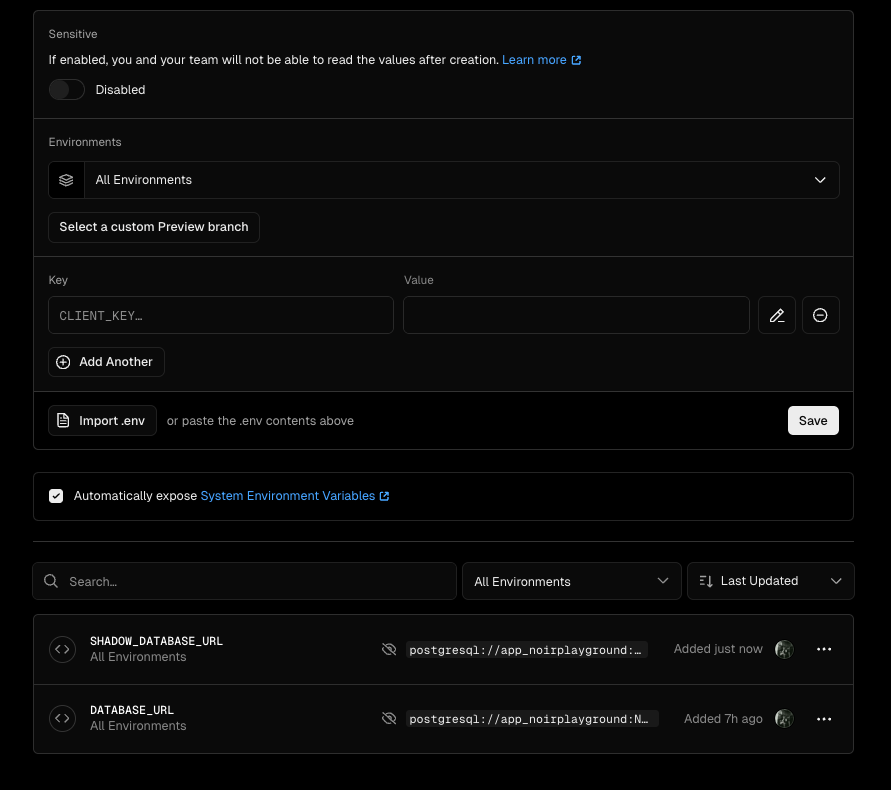 Sensitive
If enabled, you and your team will not be able to read the values after creation. Learn more
Disabled
Environments
All Environments
Select a custom Preview branch
Key Value
CLIENT_KEY…
Add Another
Import .env or paste the .env contents above Save
Automatically expose System Environment Variables
Search… All Environments Last Updated
SHADOW_DATABASE_URL
All Environments
postgresql://app_noirplayground:… Added just now
DATABASE_URL
All Environments
postgresql://app_noirplayground:N… Added 7h ago